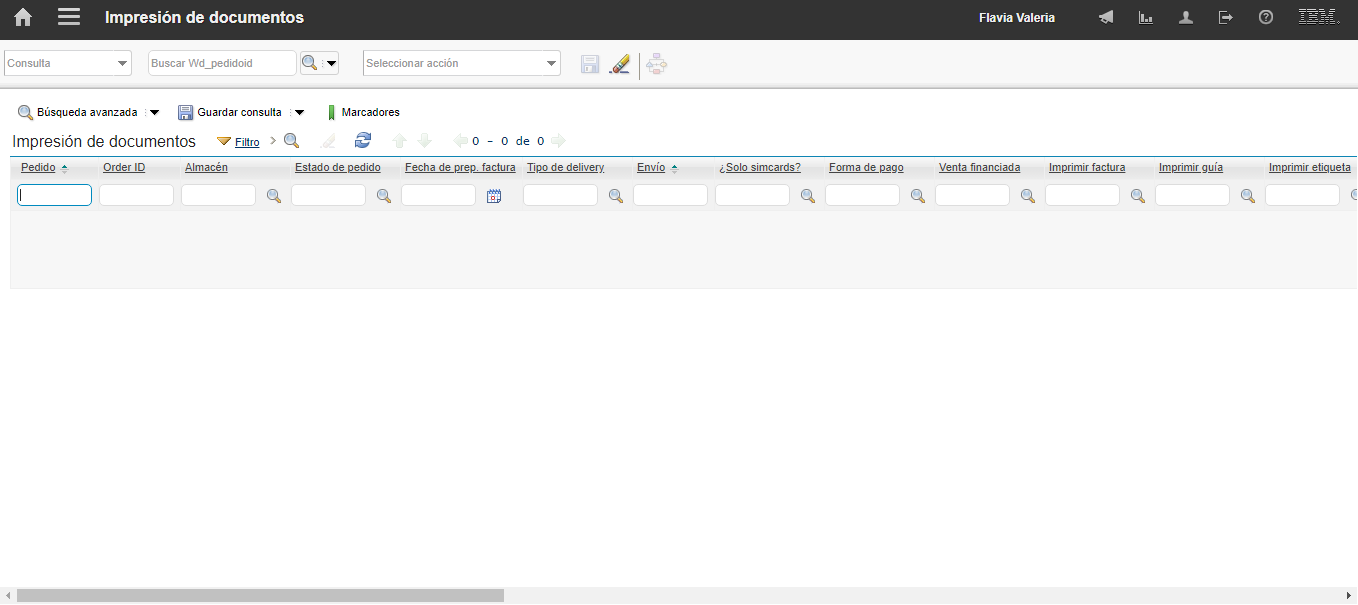 Impresión de documentos Flavia Valeria IBM.
Consulta Buscar Wd_pedidoid Seleccionar acción
Búsqueda avanzada Guardar consulta Marcadores
Impresión de documentos Filtro 0 - 0 de 0
Pedido Order ID Almacén Estado de pedido Fecha de prep. factura Tipo de delivery Envío ¿Solo simcards? Forma de pago Venta financiada Imprimir factura Imprimir guía Imprimir etiqueta